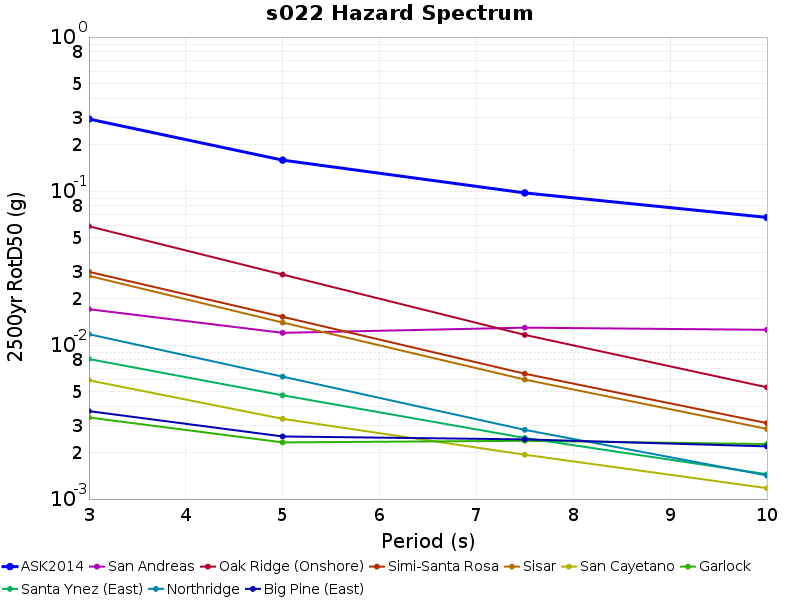 s022 Hazard Spectrum
10^0
8
5
3
2
10^-1
8
5
3
2
10^-2
8
5
3
2
10^-3
2500yr RotD50 (g)
3 4 5 6 7 8 9 10
Period (s)
ASK2014 San Andreas Oak Ridge (Onshore) Simi-Santa Rosa Sisar San Cayetano Garlock
Santa Ynez (East) Northridge Big Pine (East)